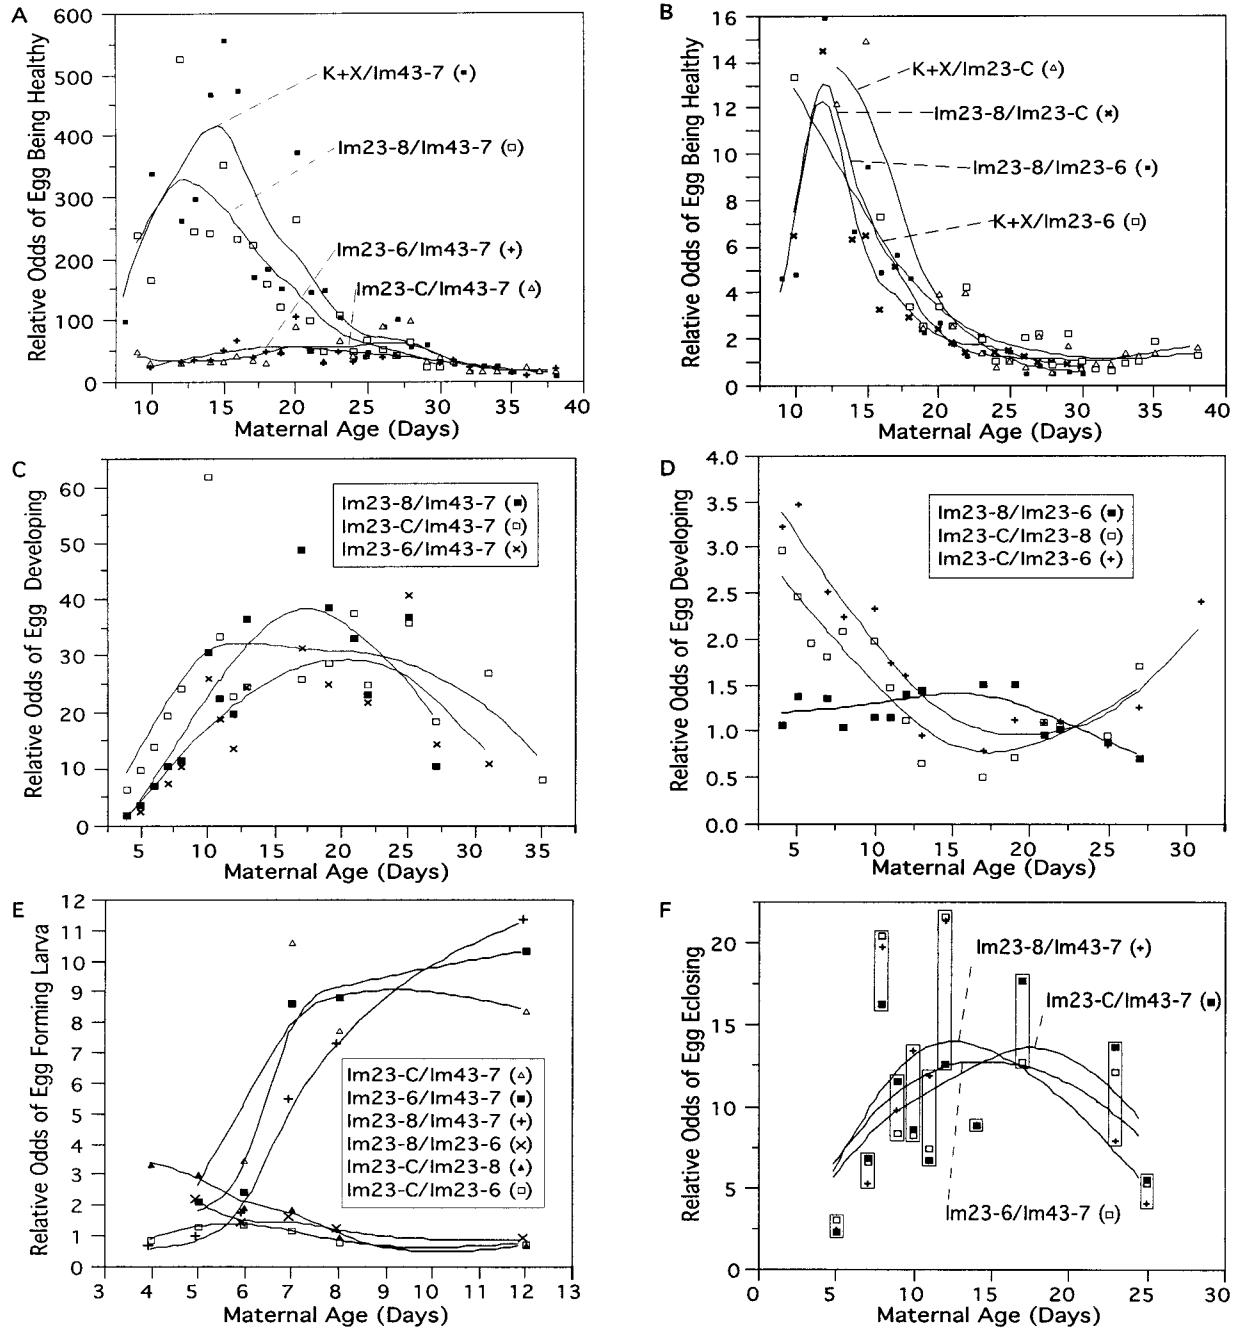 A
Relative Odds of Egg Being Healthy
600
500
400
300
200
100
0
K+X/Im43-7 (▪)
Im23-8/Im43-7 (□)
Im23-6/Im43-7 (+)
Im23-C/Im43-7 (△)
10 15 20 25 30 35 40
Maternal Age (Days)
B
Relative Odds of Egg Being Healthy
16
14
12
10
8
6
4
2
0
K+X/Im23-C (△)
Im23-8/Im23-C (×)
Im23-8/Im23-6 (▪)
K+X/Im23-6 (□)
10 15 20 25 30 35 40
Maternal Age (Days)
C
Relative Odds of Egg Developing
60
50
40
30
20
10
0
Im23-8/Im43-7 (■)
Im23-C/Im43-7 (□)
Im23-6/Im43-7 (×)
5 10 15 20 25 30 35
Maternal Age (Days)
D
Relative Odds of Egg Developing
4.0
3.5
3.0
2.5
2.0
1.5
1.0
0.5
0.0
Im23-8/Im23-6 (■)
Im23-C/Im23-8 (□)
Im23-C/Im23-6 (+)
5 10 15 20 25 30
Maternal Age (Days)
E
Relative Odds of Egg Forming Larva
12
11
10
9
8
7
6
5
4
3
2
1
0
Im23-C/Im43-7 (△)
Im23-6/Im43-7 (■)
Im23-8/Im43-7 (+)
Im23-8/Im23-6 (×)
Im23-C/Im23-8 (▲)
Im23-C/Im23-6 (□)
3 4 5 6 7 8 9 10 11 12 13
Maternal Age (Days)
F
Relative Odds of Egg Eclosing
20
15
10
5
0
Im23-8/Im43-7 (+)
Im23-C/Im43-7 (■)
Im23-6/Im43-7 (□)
0 5 10 15 20 25 30
Maternal Age (Days)